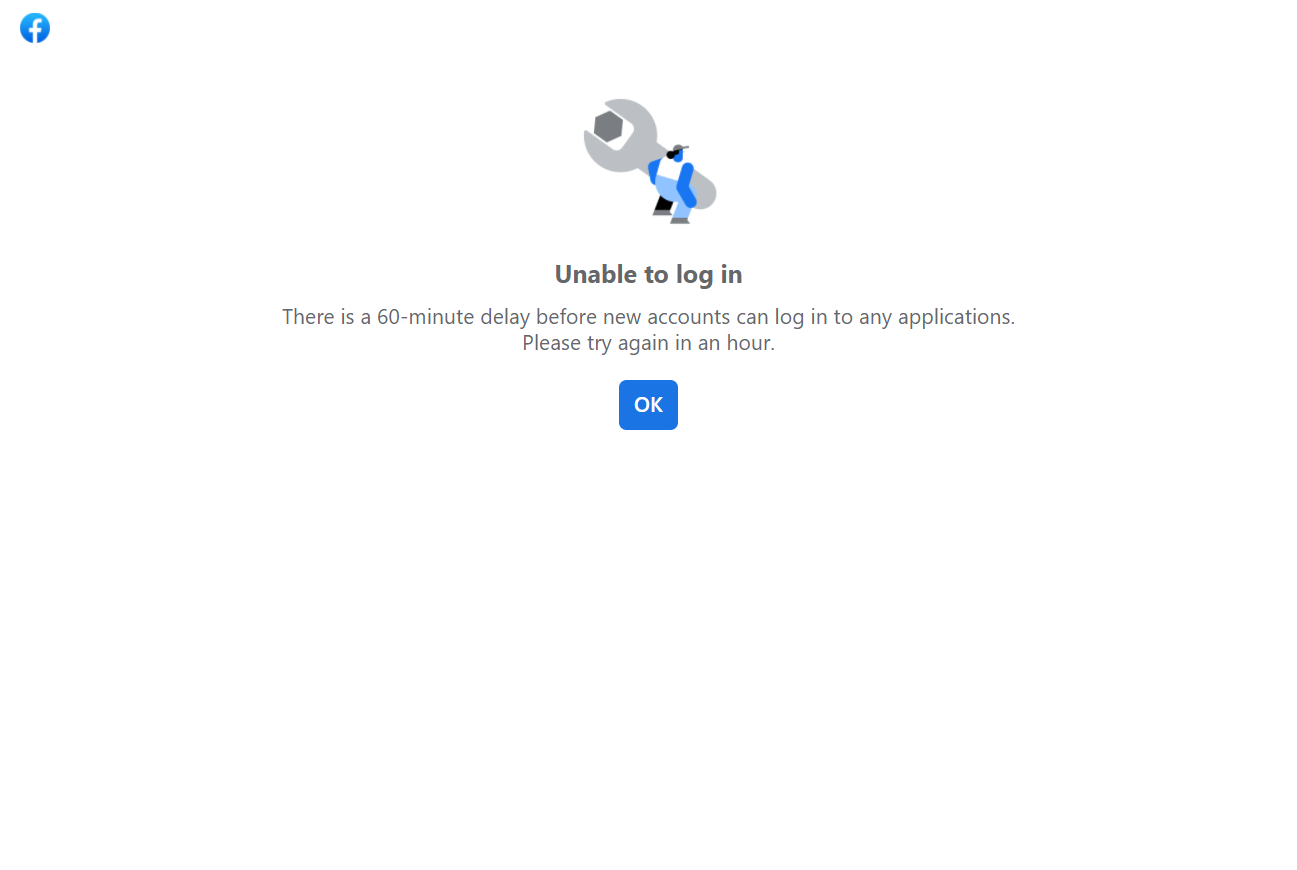 Unable to log in
There is a 60-minute delay before new accounts can log in to any applications.
Please try again in an hour.
OK